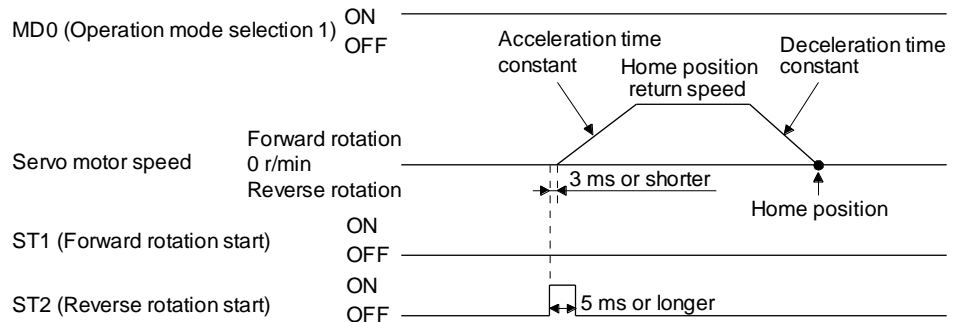 MD0 (Operation mode selection 1)
ON
OFF
Acceleration time
constant
Home position
return speed
Deceleration time
constant
Servo motor speed
Forward rotation
0 r/min
Reverse rotation
3 ms or shorter
Home position
ST1 (Forward rotation start)
ON
OFF
ST2 (Reverse rotation start)
ON
OFF
5 ms or longer